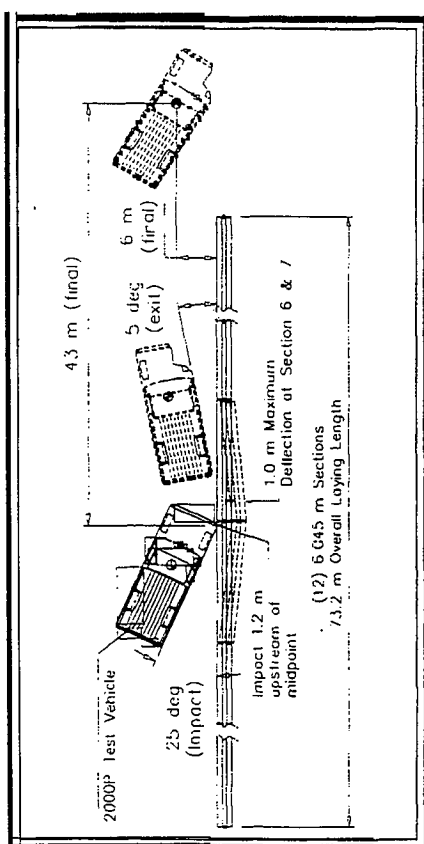 2000P Test Vehicle
25 deg
(Impact)
Impact 1.2 m
upstream of
midpoint
4.3 m (final)
5 deg
(exit)
6 m
(final)
1.0 m Maximum
Deflection at Section 6 & 7
(12) 6.045 m Sections
73.2 m Overall Laying Length